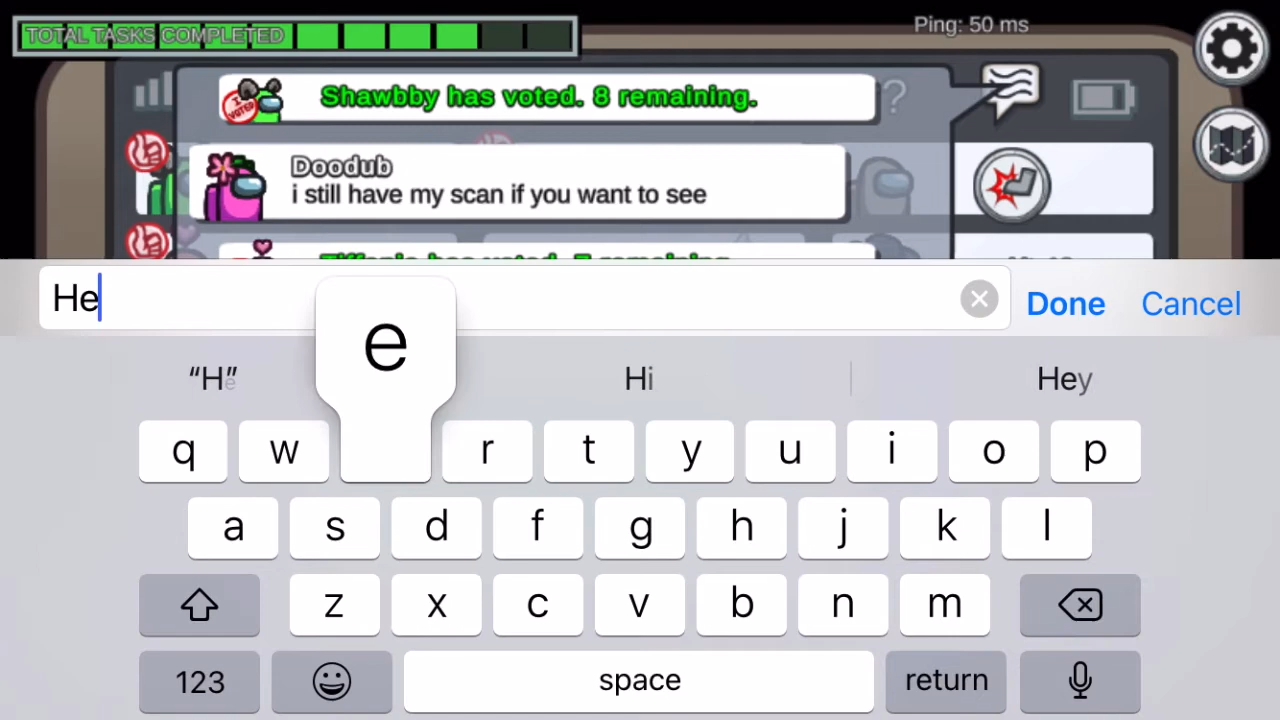 TOTAL TASKS COMPLETED
Ping: 50 ms
I VOTED
Shawbby has voted. 8 remaining.
?
Doodub
i still have my scan if you want to see
He
Done
Cancel
e
“He”
Hi
Hey
q w r t y u i o p
a s d f g h j k l
z x c v b n m
123
space
return